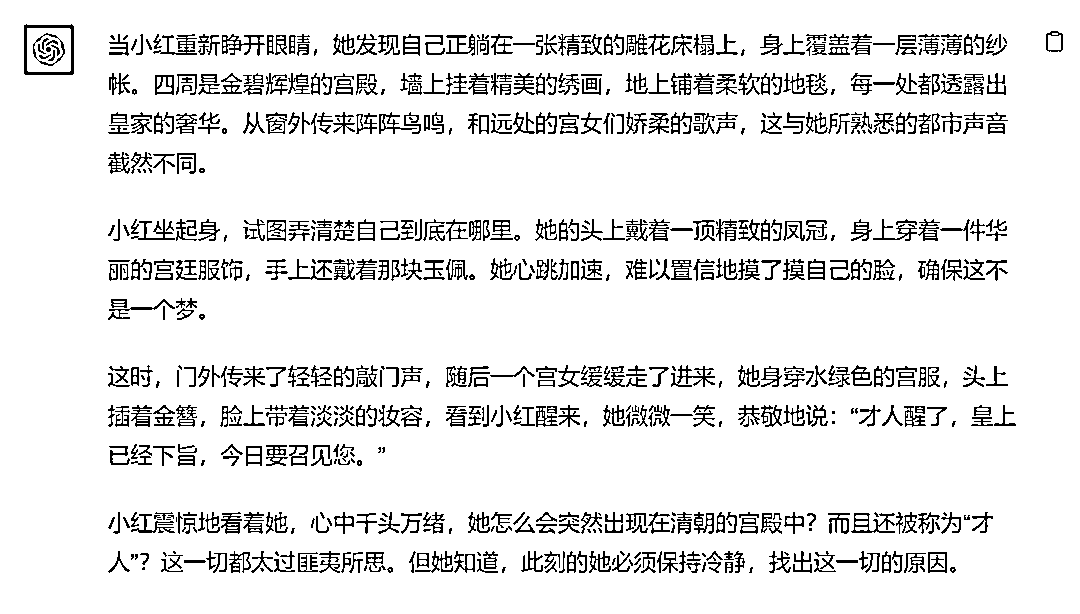 当小红重新睁开眼睛，她发现自己正躺在一张精致的雕花床榻上，身上覆盖着一层薄薄的纱
帐。四周是金碧辉煌的宫殿，墙上挂着精美的绣画，地上铺着柔软的地毯，每一处都透露出
皇家的奢华。从窗外传来阵阵鸟鸣，和远处的宫女们娇柔的歌声，这与她所熟悉的都市声音
截然不同。
小红坐起身，试图弄清楚自己到底在哪里。她的头上戴着一顶精致的凤冠，身上穿着一件华
丽的宫廷服饰，手上还戴着那块玉佩。她心跳加速，难以置信地摸了摸自己的脸，确保这不
是一个梦。
这时，门外传来了轻轻的敲门声，随后一个宫女缓缓走了进来，她身穿水绿色的宫服，头上
插着金簪，脸上带着淡淡的妆容，看到小红醒来，她微微一笑，恭敬地说：“才人醒了，皇上
已经下旨，今日要召见您。”
小红震惊地看着她，心中千头万绪，她怎么会突然出现在清朝的宫殿中？而且还被称为“才
人”？这一切都太过匪夷所思。但她知道，此刻的她必须保持冷静，找出这一切的原因。